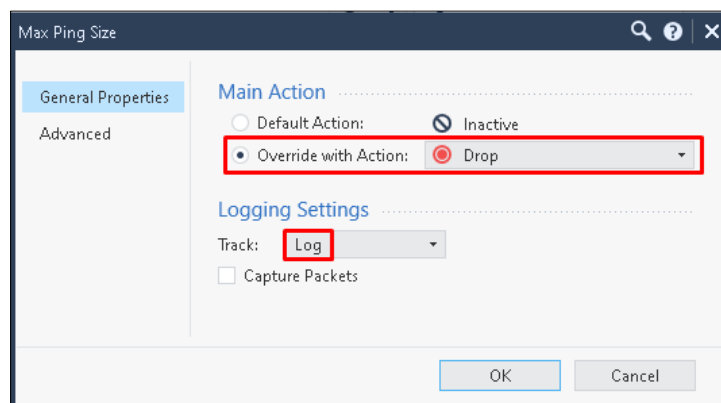 Max Ping Size
General Properties
Advanced
Main Action
Default Action: Inactive
Override with Action: Drop
Logging Settings
Track: Log
Capture Packets
OK Cancel